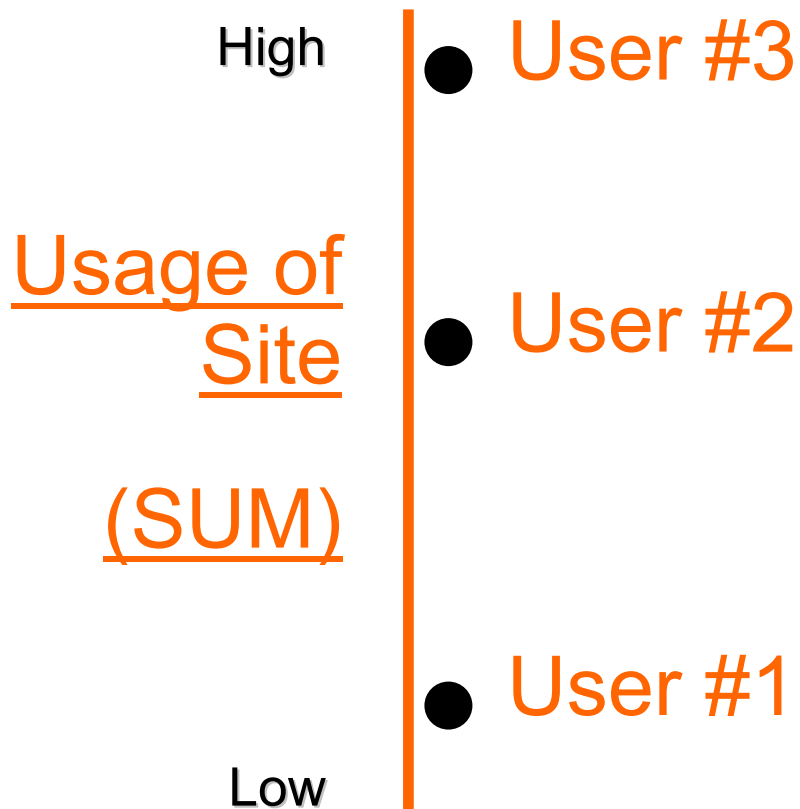 High
User #3
Usage of
Site
User #2
(SUM)
User #1
Low